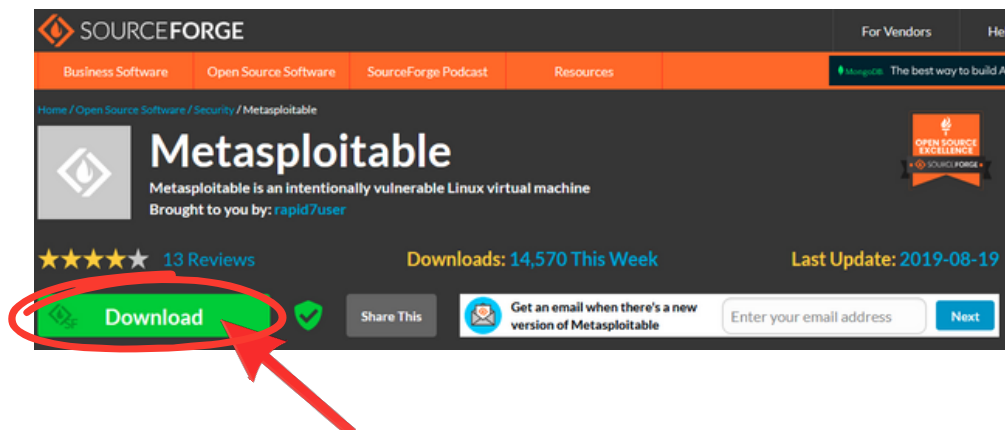 SOURCEFORGE
For Vendors He
Business Software Open Source Software SourceForge Podcast Resources
MongoDB. The best way to build A
Home / Open Source Software / Security / Metasploitable
Metasploitable
OPEN SOURCE
EXCELLENCE
SOURCEFORGE
Metasploitable is an intentionally vulnerable Linux virtual machine
Brought to you by: rapid7user
13 Reviews
Downloads: 14,570 This Week
Last Update: 2019-08-19
SF
Download
Share This
Get an email when there's a new
version of Metasploitable
Enter your email address
Next